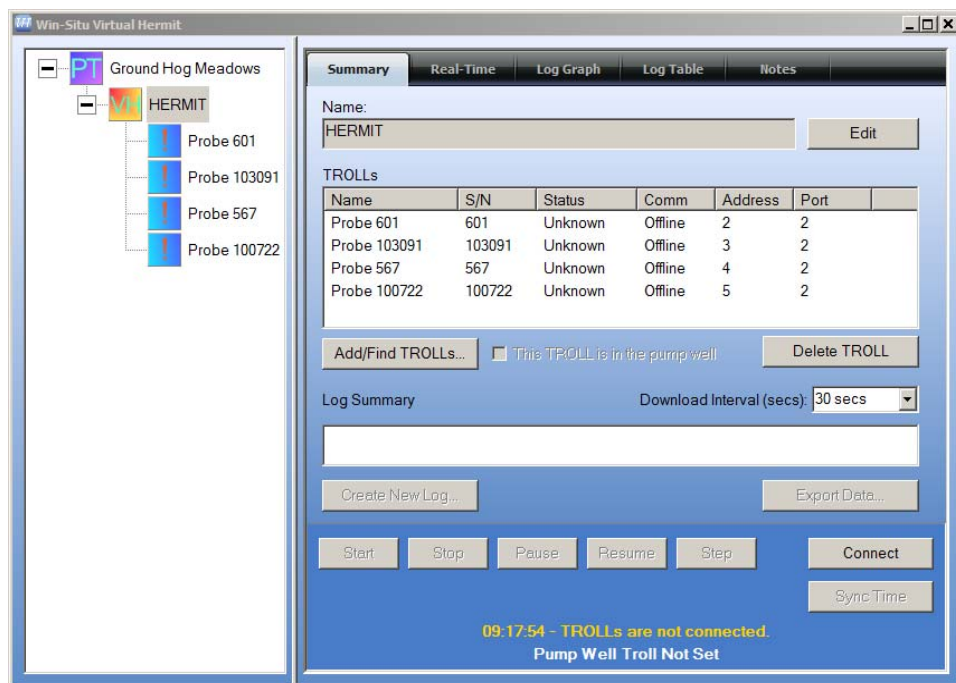 Win-Situ Virtual Hermit
PT Ground Hog Meadows
VH HERMIT
Probe 601
Probe 103091
Probe 567
Probe 100722
Summary Real-Time Log Graph Log Table Notes
Name:
HERMIT Edit
TROLLs
Name S/N Status Comm Address Port
Probe 601 601 Unknown Offline 2 2
Probe 103091 103091 Unknown Offline 3 2
Probe 567 567 Unknown Offline 4 2
Probe 100722 100722 Unknown Offline 5 2
Add/Find TROLLs... This TROLL is in the pump well Delete TROLL
Log Summary Download Interval (secs): 30 secs
Create New Log... Export Data...
Start Stop Pause Resume Step Connect
Sync Time
09:17:54 - TROLLs are not connected.
Pump Well Troll Not Set